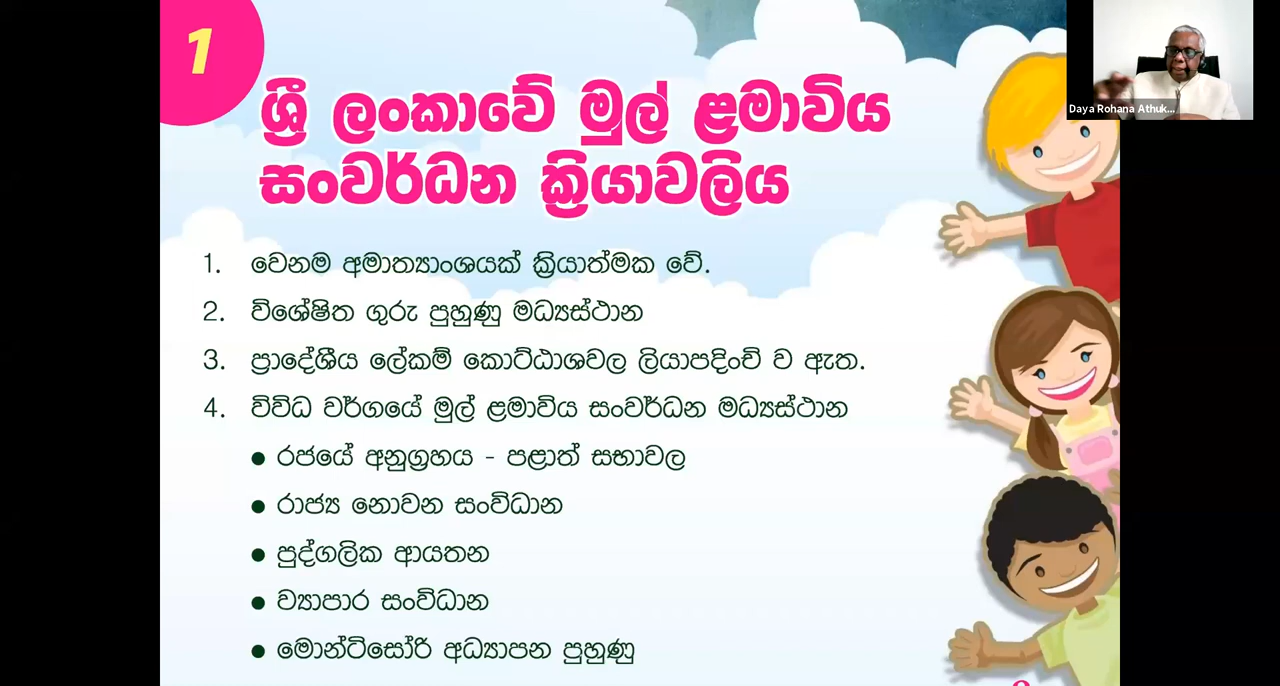 1
ශ්‍රී ලංකාවේ මුල් ළමාවිය
සංවර්ධන ක්‍රියාවලිය
1. වෙනම අමාත්‍යාංශයක් ක්‍රියාත්මක වේ.
2. විශේෂිත ගුරු පුහුණු මධ්‍යස්ථාන
3. ප්‍රාදේශීය ලේකම් කොට්ඨාශවල ලියාපදිංචි ව ඇත.
4. විවිධ වර්ගයේ මුල් ළමාවිය සංවර්ධන මධ්‍යස්ථාන
● රජයේ අනුග්‍රහය - පළාත් සභාවල
● රාජ්‍ය නොවන සංවිධාන
● පුද්ගලික ආයතන
● ව්‍යාපාර සංවිධාන
● මොන්ටිසෝරි අධ්‍යාපන පුහුණු
Daya Rohana Athuk...